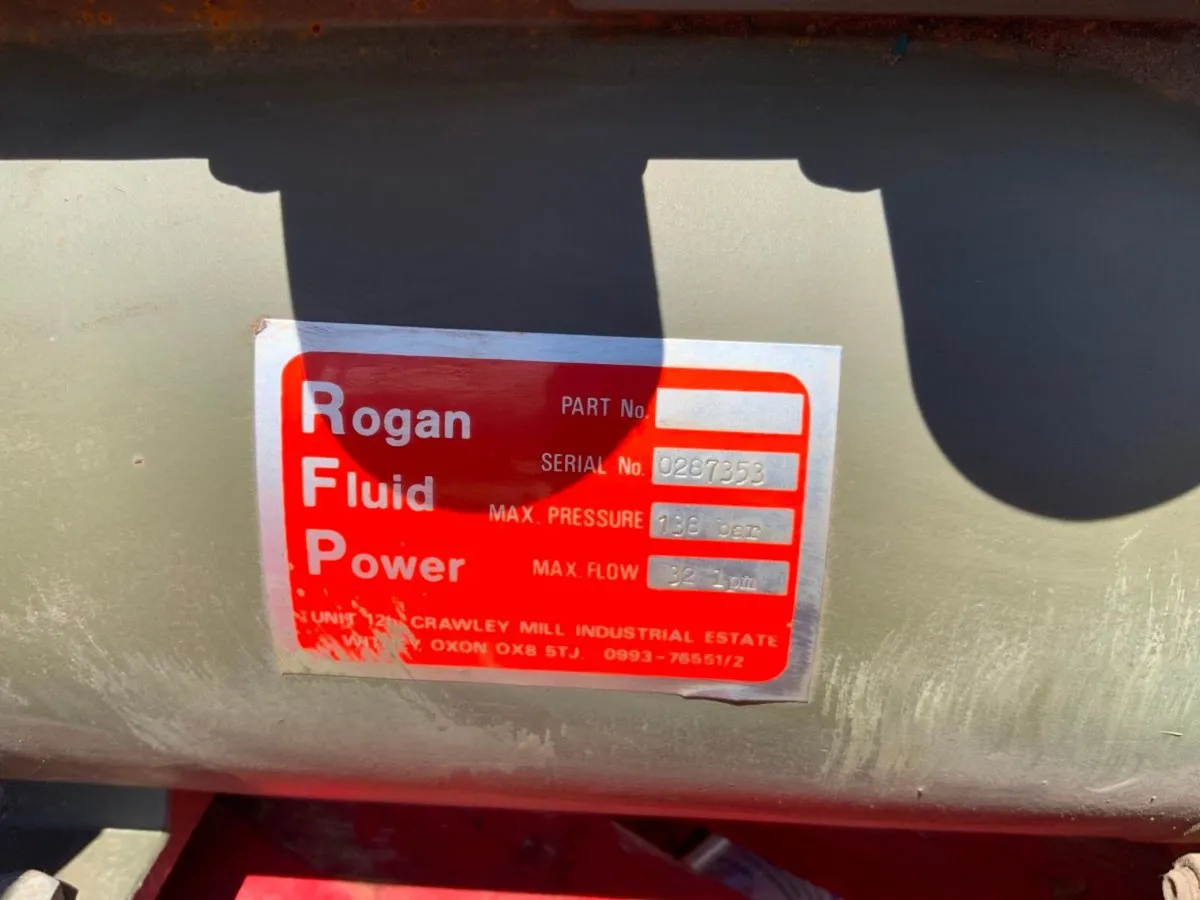 Rogan
Fluid
Power
PART No.
SERIAL No. 0287353
MAX. PRESSURE 138 bar
MAX. FLOW 32 lpm
UNIT CRAWLEY MILL INDUSTRIAL ESTATE
OXON OX8 5TJ. 0993-76551/2